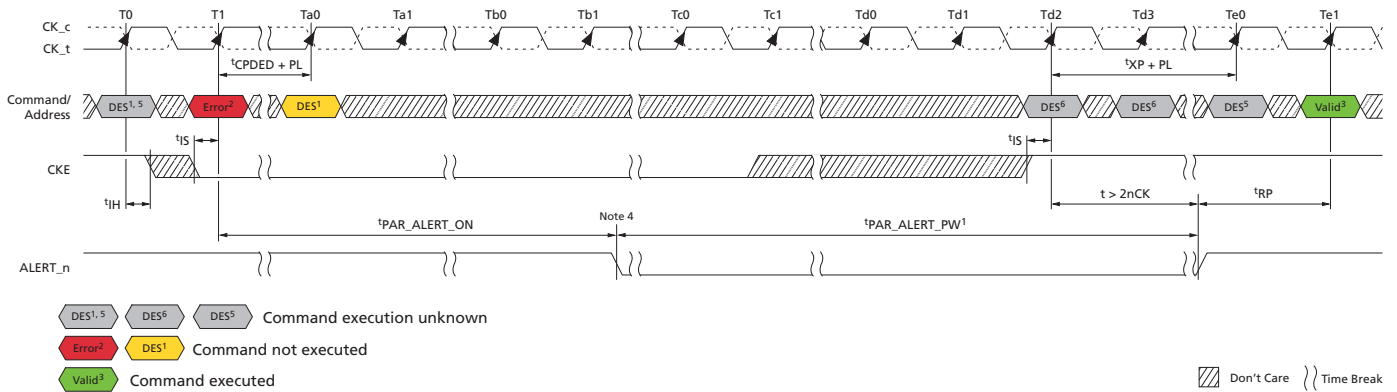 T0 T1 Ta0 Ta1 Tb0 Tb1 Tc0 Tc1 Td0 Td1 Td2 Td3 Te0 Te1
CK_c
CK_t
tCPDED + PL
tXP + PL
Command/
Address
DES1, 5
Error2
DES1
DES6
DES6
DES5
Valid3
tIS
tIS
CKE
tIH
t > 2nCK
tRP
Note 4
tPAR_ALERT_ON
tPAR_ALERT_PW1
ALERT_n
DES1, 5 DES6 DES5 Command execution unknown
Error2 DES1 Command not executed
Valid3 Command executed
Don't Care Time Break